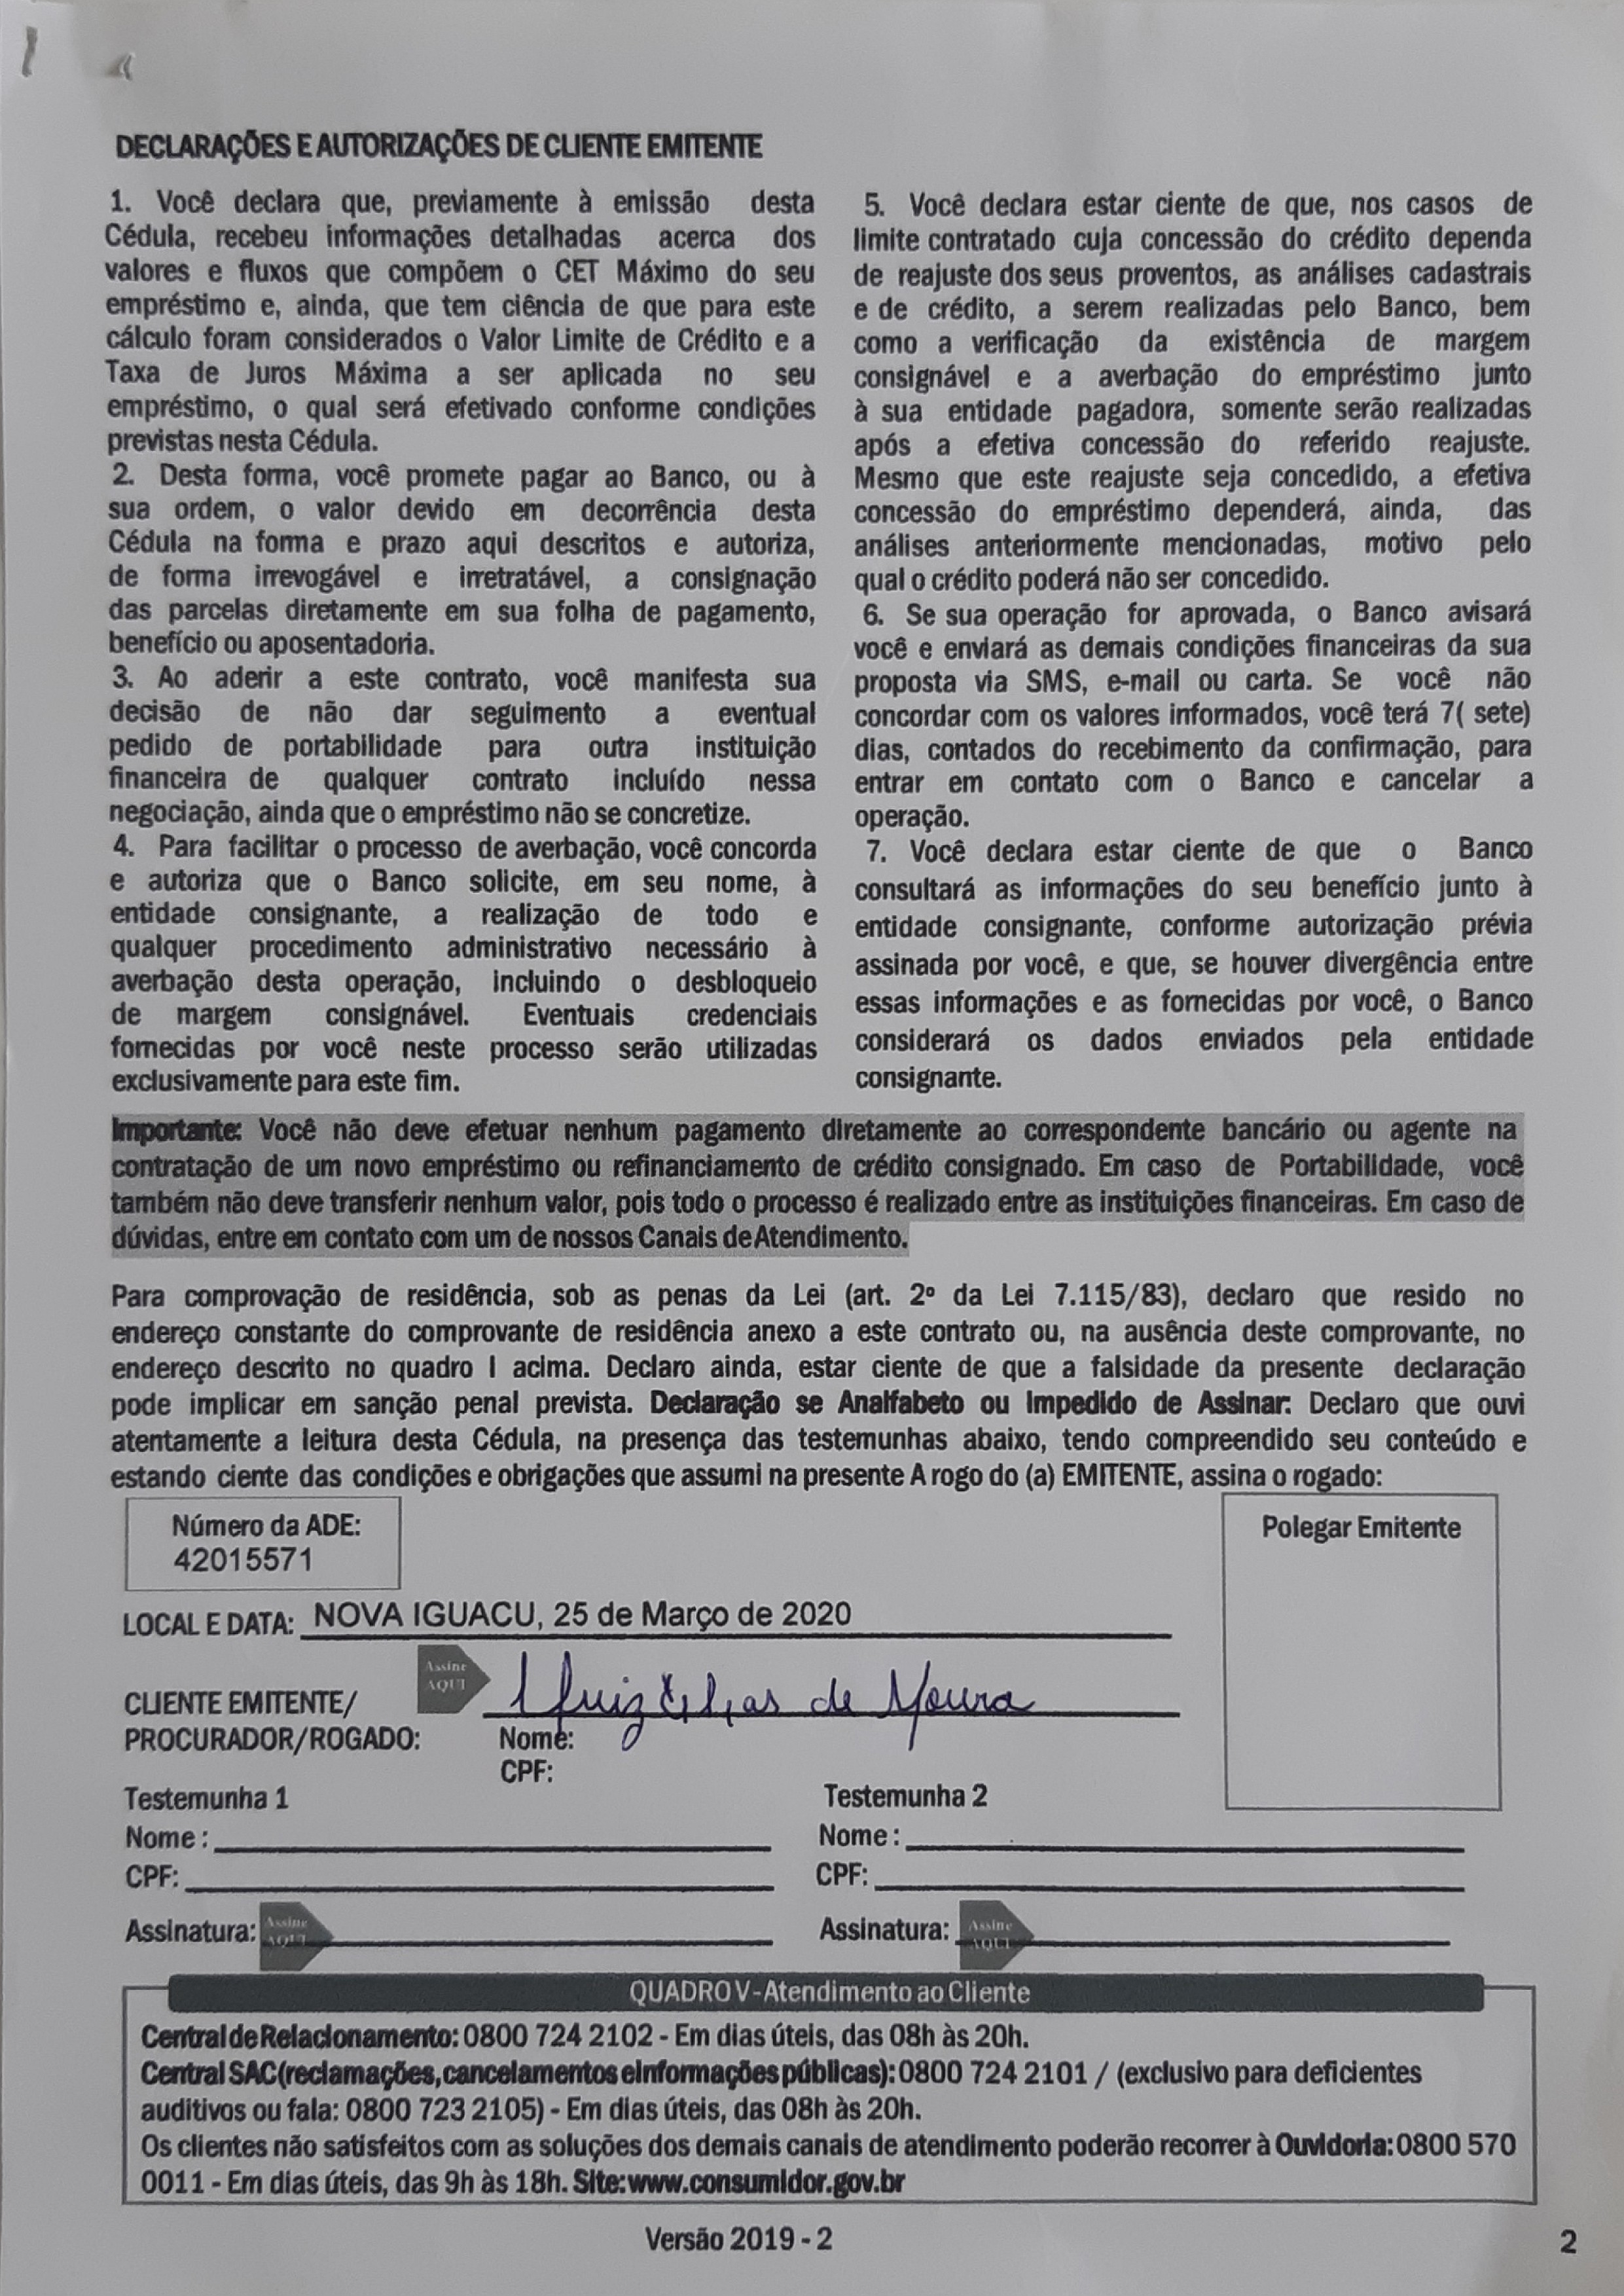 DECLARAÇÕES E AUTORIZAÇÕES DE CLIENTE EMITENTE
1. Você declara que, previamente à emissão desta
Cédula, recebeu informações detalhadas acerca dos
valores e fluxos que compõem o CET Máximo do seu
empréstimo e, ainda, que tem ciência de que para este
cálculo foram considerados o Valor Limite de Crédito e a
Taxa de Juros Máxima a ser aplicada no seu
empréstimo, o qual será efetivado conforme condições
previstas nesta Cédula.
2. Desta forma, você promete pagar ao Banco, ou à
sua ordem, o valor devido em decorrência desta
Cédula na forma e prazo aqui descritos e autoriza,
de forma irrevogável e irretratável, a consignação
das parcelas diretamente em sua folha de pagamento,
benefício ou aposentadoria.
3. Ao aderir a este contrato, você manifesta sua
decisão de não dar seguimento a eventual
pedido de portabilidade para outra instituição
financeira de qualquer contrato incluído nessa
negociação, ainda que o empréstimo não se concretize.
4. Para facilitar o processo de averbação, você concorda
e autoriza que o Banco solicite, em seu nome, à
entidade consignante, a realização de todo e
qualquer procedimento administrativo necessário à
averbação desta operação, incluindo o desbloqueio
de margem consignável. Eventuais credenciais
fornecidas por você neste processo serão utilizadas
exclusivamente para este fim.
5. Você declara estar ciente de que, nos casos de
limite contratado cuja concessão do crédito dependa
de reajuste dos seus proventos, as análises cadastrais
e de crédito, a serem realizadas pelo Banco, bem
como a verificação da existência de margem
consignável e a averbação do empréstimo junto
à sua entidade pagadora, somente serão realizadas
após a efetiva concessão do referido reajuste.
Mesmo que este reajuste seja concedido, a efetiva
concessão do empréstimo dependerá, ainda, das
análises anteriormente mencionadas, motivo pelo
qual o crédito poderá não ser concedido.
6. Se sua operação for aprovada, o Banco avisará
você e enviará as demais condições financeiras da sua
proposta via SMS, e-mail ou carta. Se você não
concordar com os valores informados, você terá 7( sete)
dias, contados do recebimento da confirmação, para
entrar em contato com o Banco e cancelar a
operação.
7. Você declara estar ciente de que o Banco
consultará as informações do seu benefício junto à
entidade consignante, conforme autorização prévia
assinada por você, e que, se houver divergência entre
essas informações e as fornecidas por você, o Banco
considerará os dados enviados pela entidade
consignante.
Importante: Você não deve efetuar nenhum pagamento diretamente ao correspondente bancário ou agente na
contratação de um novo empréstimo ou refinanciamento de crédito consignado. Em caso de Portabilidade, você
também não deve transferir nenhum valor, pois todo o processo é realizado entre as instituições financeiras. Em caso de
dúvidas, entre em contato com um de nossos Canais de Atendimento.
Para comprovação de residência, sob as penas da Lei (art. 2º da Lei 7.115/83), declaro que resido no
endereço constante do comprovante de residência anexo a este contrato ou, na ausência deste comprovante, no
endereço descrito no quadro I acima. Declaro ainda, estar ciente de que a falsidade da presente declaração
pode implicar em sanção penal prevista. Declaração se Analfabeto ou Impedido de Assinar: Declaro que ouvi
atentamente a leitura desta Cédula, na presença das testemunhas abaixo, tendo compreendido seu conteúdo e
estando ciente das condições e obrigações que assumi na presente A rogo do (a) EMITENTE, assina o rogado:
Número da ADE:
42015571
Polegar Emitente
LOCAL E DATA: NOVA IGUACU, 25 de Março de 2020
Assine
AQUI
CLIENTE EMITENTE/
PROCURADOR/ROGADO:
Luiz Elias de Moura
Nome:
CPF:
Testemunha 1
Nome :
CPF:
Assinatura: Assine AQUI
Testemunha 2
Nome :
CPF:
Assinatura: Assine AQUI
QUADRO V - Atendimento ao Cliente
Central de Relacionamento: 0800 724 2102 - Em dias úteis, das 08h às 20h.
Central SAC (reclamações, cancelamentos e informações públicas): 0800 724 2101 / (exclusivo para deficientes
auditivos ou fala: 0800 723 2105) - Em dias úteis, das 08h às 20h.
Os clientes não satisfeitos com as soluções dos demais canais de atendimento poderão recorrer à Ouvidoria: 0800 570
0011 - Em dias úteis, das 9h às 18h. Site: www.consumidor.gov.br
Versão 2019 - 2
2